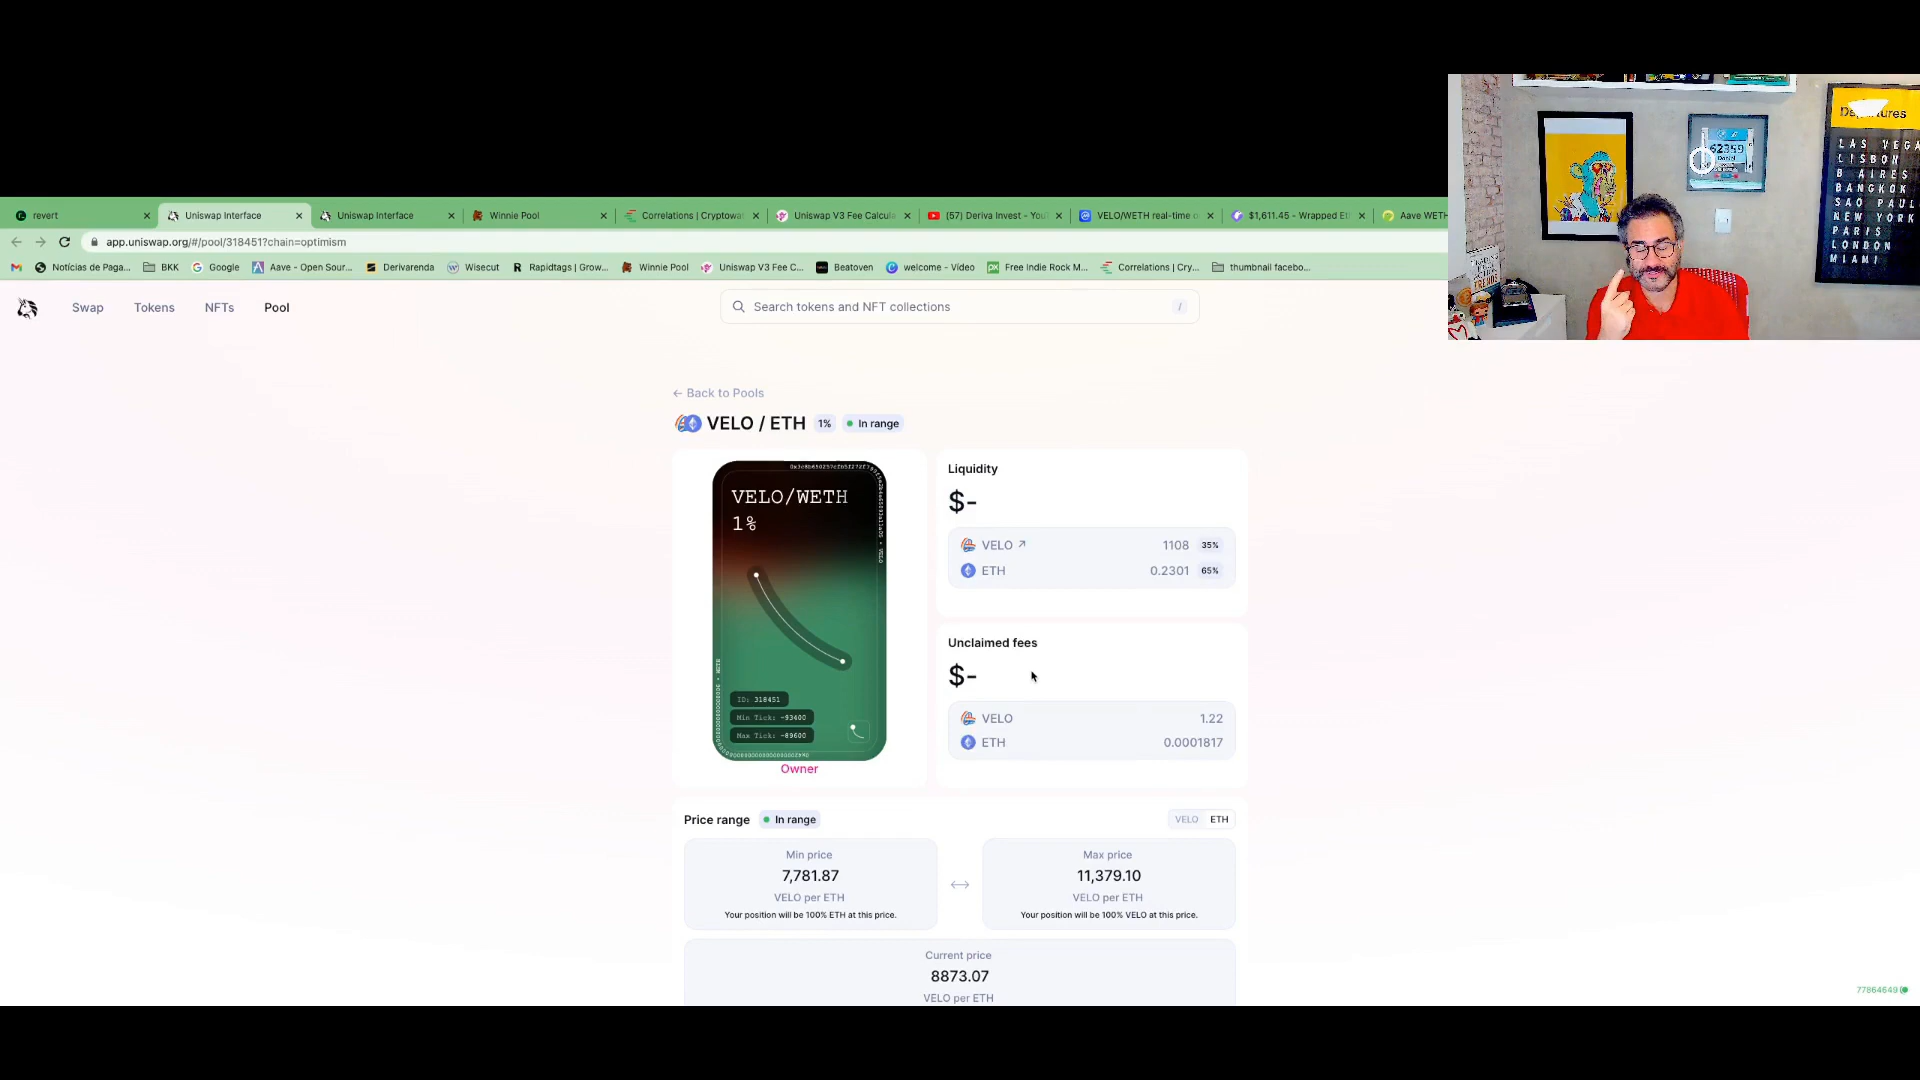 revert
Uniswap Interface
Uniswap Interface
Winnie Pool
Correlations | Cryptowat
Uniswap V3 Fee Calcula
(57) Deriva Invest - You
VELO/WETH real-time o
$1,611.45 - Wrapped Eth
Aave WETH
app.uniswap.org/#/pool/318451?chain=optimism
Notícias de Paga...
BKK
Google
Aave - Open Sour...
Derivarenda
Wisecut
Rapidtags | Grow...
Winnie Pool
Uniswap V3 Fee C...
Beatoven
welcome - Video
Free Indie Rock M...
Correlations | Cry...
thumbnail facebo...
Swap
Tokens
NFTs
Pool
Search tokens and NFT collections
/
← Back to Pools
VELO / ETH 1% In range
VELO/WETH
1%
ID: 318451
Min Tick: -93400
Max Tick: -89600
Owner
Liquidity
$-
VELO ↗ 1108 35%
ETH 0.2301 65%
Unclaimed fees
$-
VELO 1.22
ETH 0.0001817
Price range In range
VELO ETH
Min price
7,781.87
VELO per ETH
Your position will be 100% ETH at this price.
Max price
11,379.10
VELO per ETH
Your position will be 100% VELO at this price.
Current price
8873.07
VELO per ETH
77864649
62359
Daniel
LAS VEGA
LISBON
B AIRES
BANGKOK
SAO PAUL
NEW YORK
PARIS
LONDON
MIAMI
TRENDS